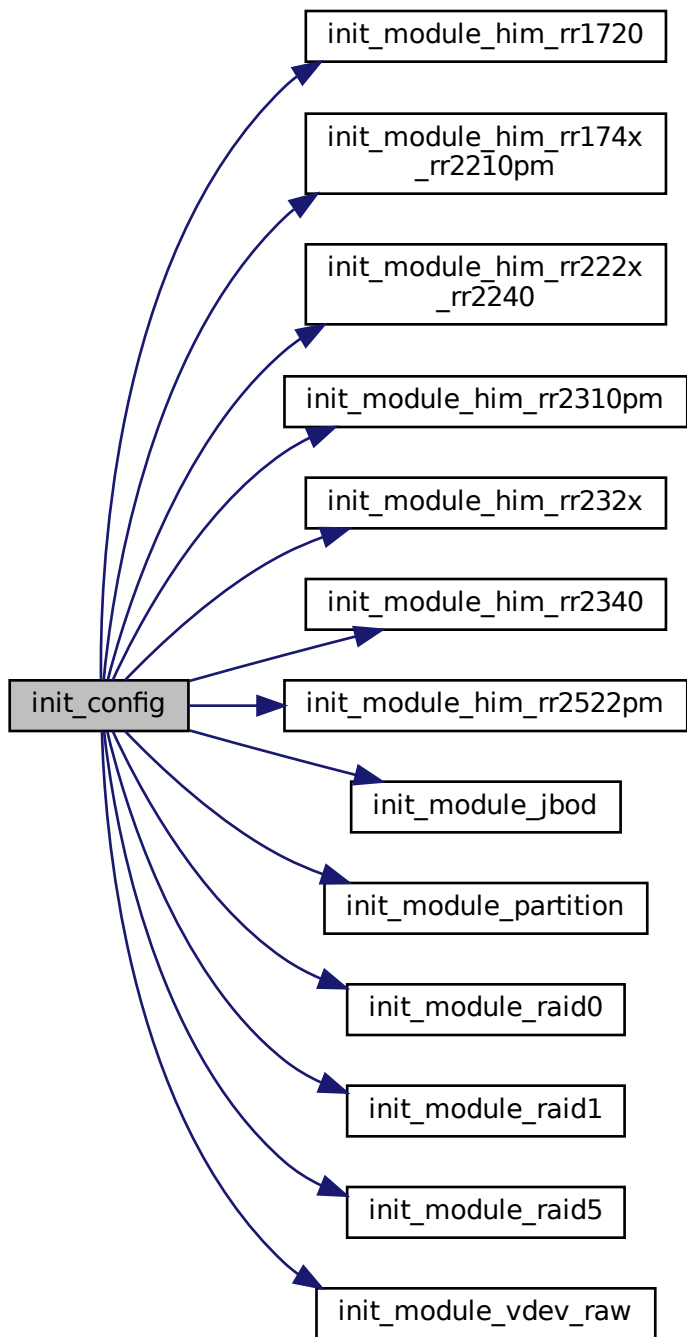 init_module_him_rr1720
init_module_him_rr174x
_rr2210pm
init_module_him_rr222x
_rr2240
init_module_him_rr2310pm
init_module_him_rr232x
init_module_him_rr2340
init_config
init_module_him_rr2522pm
init_module_jbod
init_module_partition
init_module_raid0
init_module_raid1
init_module_raid5
init_module_vdev_raw